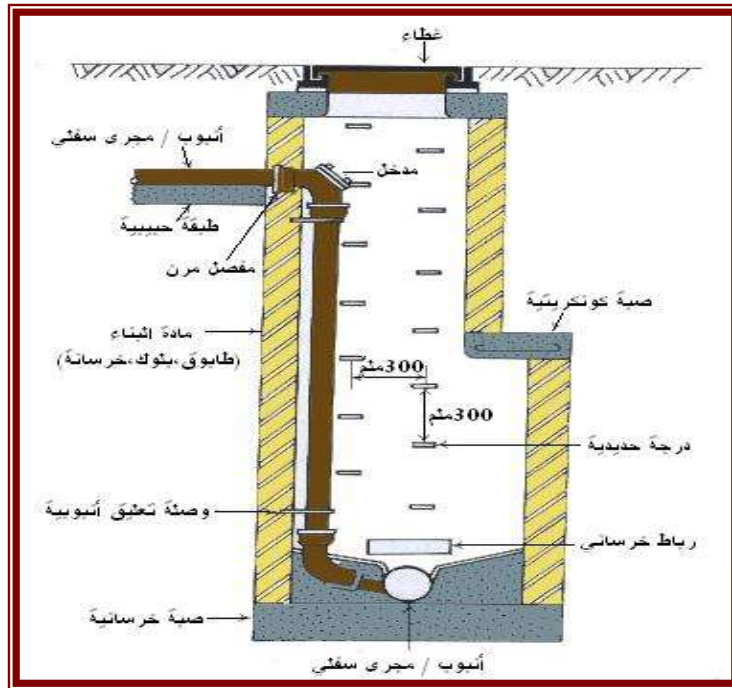 غطاء
أنبوب / مجرى سفلي
مدخل
طبقة حبيبية
مفصل مرن
صبة كونكريتية
مادة البناء
(طابوق،بلوك،خرسانة)
300ملم
300ملم
درجة حديدية
وصلة تعليق أنبوبية
رباط خرساني
صبة خرسانية
أنبوب / مجرى سفلي